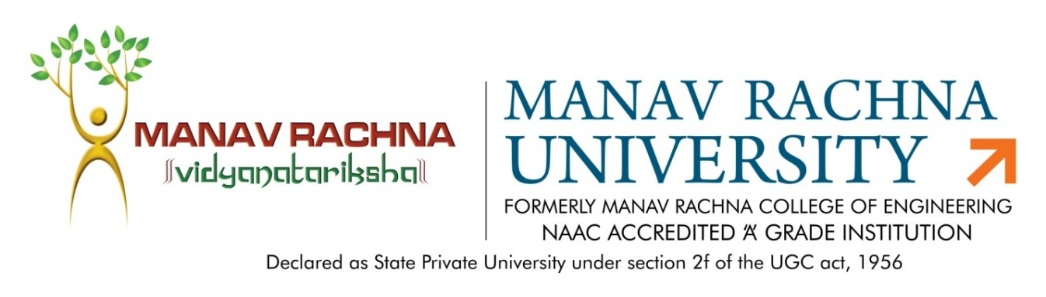 MANAV RACHNA
॥vidyanatariksha॥
MANAV RACHNA
UNIVERSITY
FORMERLY MANAV RACHNA COLLEGE OF ENGINEERING
NAAC ACCREDITED 'A' GRADE INSTITUTION
Declared as State Private University under section 2f of the UGC act, 1956